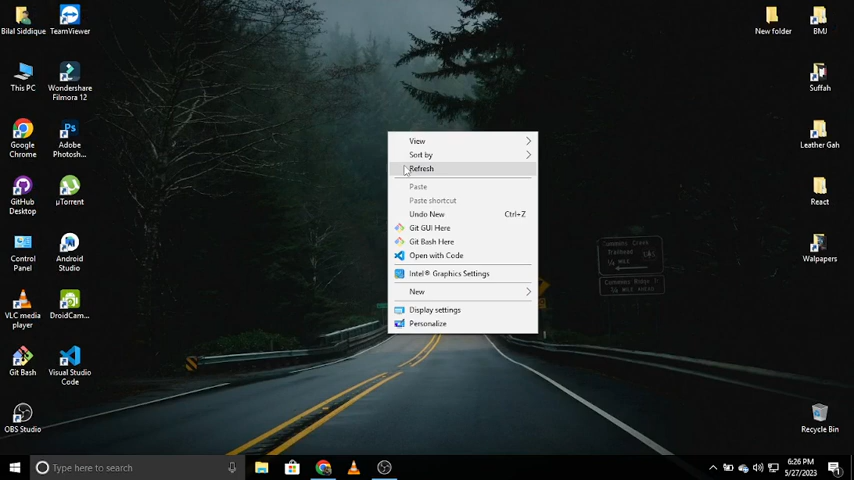 Bilal Siddique
TeamViewer
This PC
Wondershare
Filmora 12
Google
Chrome
Adobe
Photosh...
GitHub
Desktop
µTorrent
Control
Panel
Android
Studio
VLC media
player
DroidCam...
Git Bash
Visual Studio
Code
OBS Studio
New folder
BMJ
Suffah
Leather Gah
React
Walpapers
Recycle Bin
View
Sort by
Refresh
Paste
Paste shortcut
Undo New Ctrl+Z
Git GUI Here
Git Bash Here
Open with Code
Intel® Graphics Settings
New
Display settings
Personalize
Type here to search
6:26 PM
5/27/2023